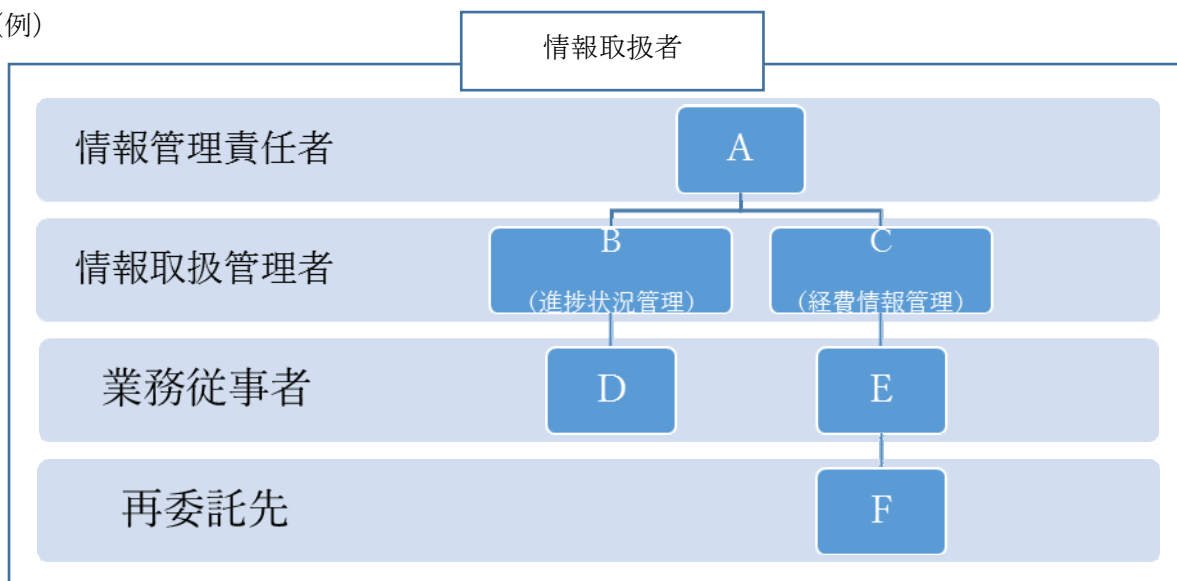 (例)
情報取扱者
情報管理責任者
A
情報取扱管理者
B
（進捗状況管理）
C
（経費情報管理）
業務従事者
D
E
再委託先
F